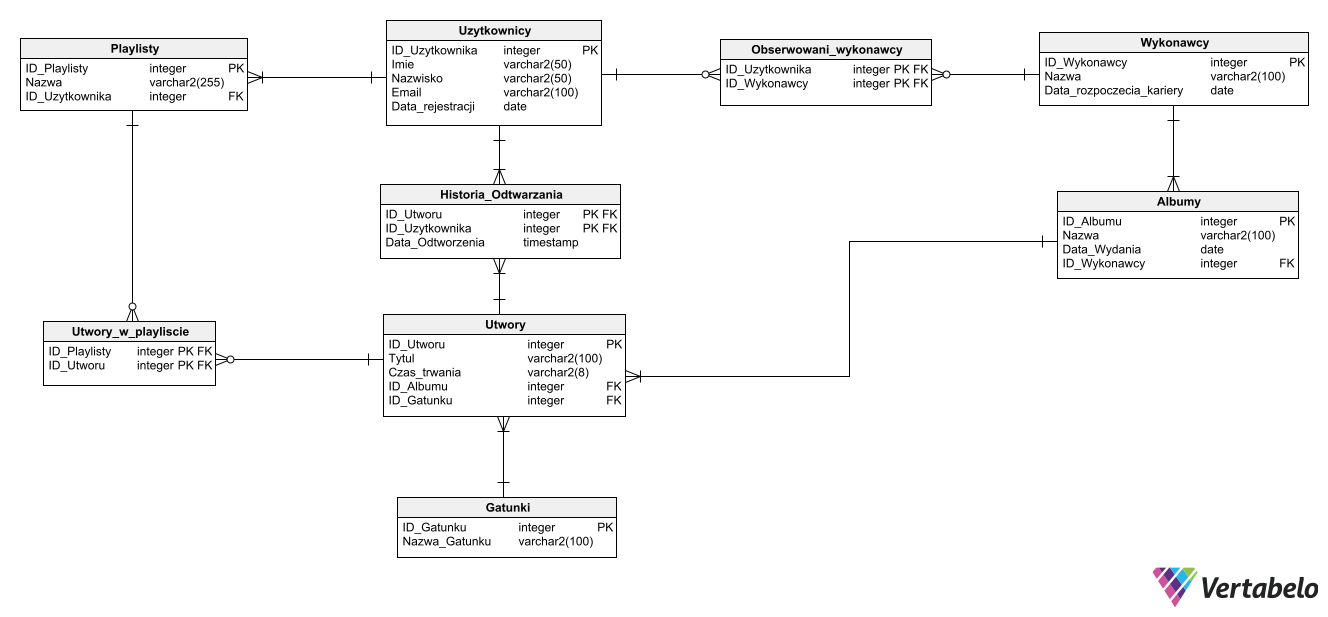 Playlisty
ID_Playlisty integer PK
Nazwa varchar2(255)
ID_Uzytkownika integer FK
Uzytkownicy
ID_Uzytkownika integer PK
Imie varchar2(50)
Nazwisko varchar2(50)
Email varchar2(100)
Data_rejestracji date
Obserwowani_wykonawcy
ID_Uzytkownika integer PK FK
ID_Wykonawcy integer PK FK
Wykonawcy
ID_Wykonawcy integer PK
Nazwa varchar2(100)
Data_rozpoczecia_kariery date
Historia_Odtwarzania
ID_Utworu integer PK FK
ID_Uzytkownika integer PK FK
Data_Odtworzenia timestamp
Albumy
ID_Albumu integer PK
Nazwa varchar2(100)
Data_Wydania date
ID_Wykonawcy integer FK
Utwory_w_playliscie
ID_Playlisty integer PK FK
ID_Utworu integer PK FK
Utwory
ID_Utworu integer PK
Tytul varchar2(100)
Czas_trwania varchar2(8)
ID_Albumu integer FK
ID_Gatunku integer FK
Gatunki
ID_Gatunku integer PK
Nazwa_Gatunku varchar2(100)
Vertabelo